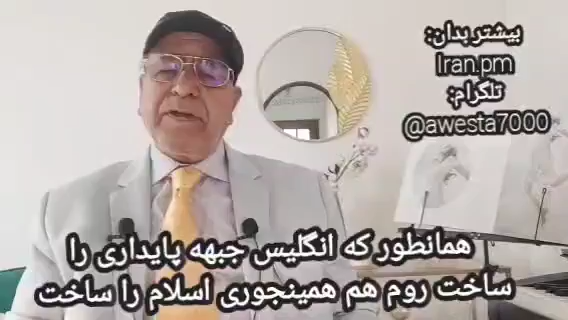 بیشتر بدان:
Iran.pm
تلگرام:
@awesta7000
همانطور که انگلیس جبهه پایداری را
ساخت روم هم همینجوری اسلام را ساخت